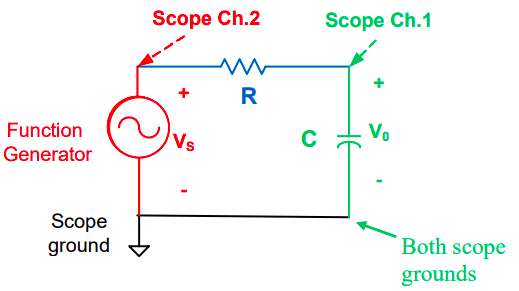 Scope Ch.2
Scope Ch.1
+
R
+
Function
Generator
Vs
C
V0
-
-
Scope
ground
Both scope
grounds